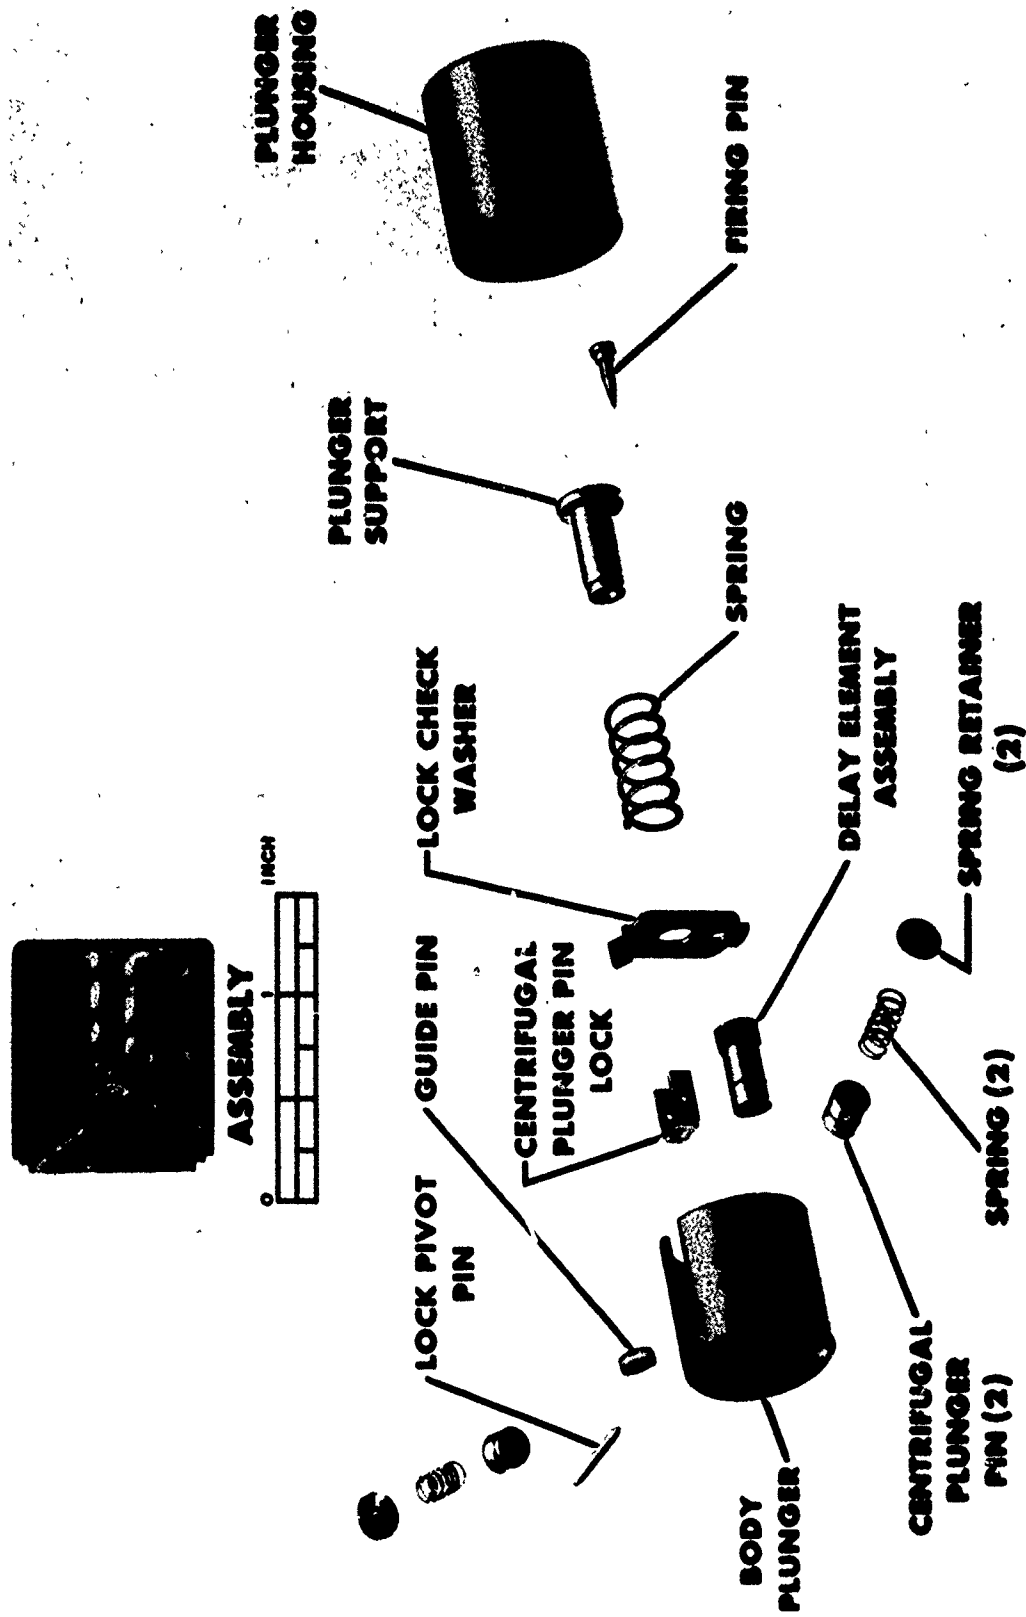 ASSEMBLY
0
1
INCH
LOCK PIVOT
PIN
GUIDE PIN
CENTRIFUGAL
PLUNGER PIN
LOCK
LOCK CHECK
WASHER
PLUNGER
SUPPORT
PLUNGER
HOUSING
BODY
PLUNGER
CENTRIFUGAL
PLUNGER
PIN (2)
SPRING (2)
SPRING RETAINER
(2)
DELAY ELEMENT
ASSEMBLY
SPRING
FIRING PIN